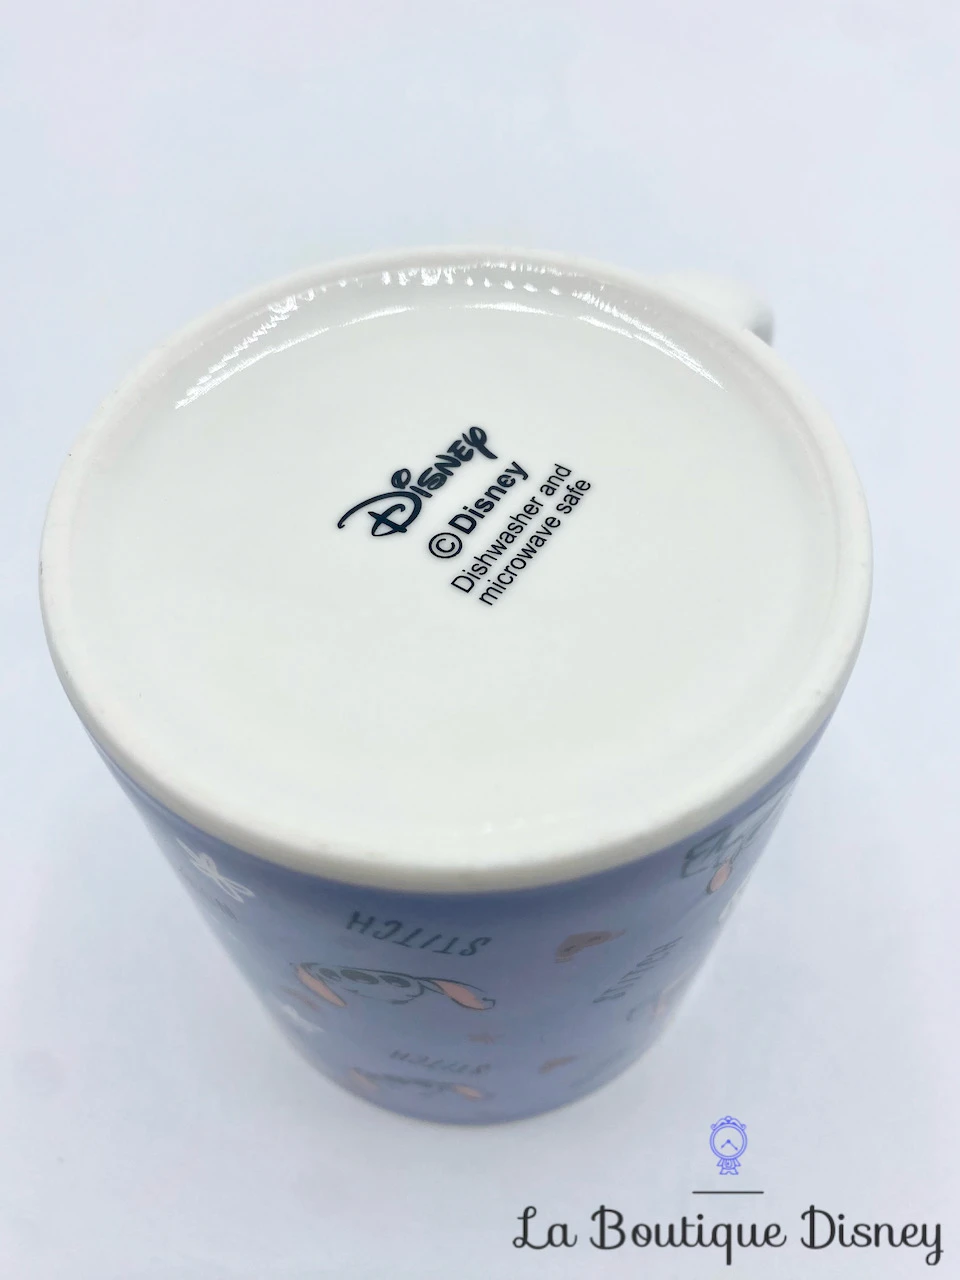 Disney
© Disney
Dishwasher and
microwave safe
STITCH
STITCH
STITCH
La Boutique Disney